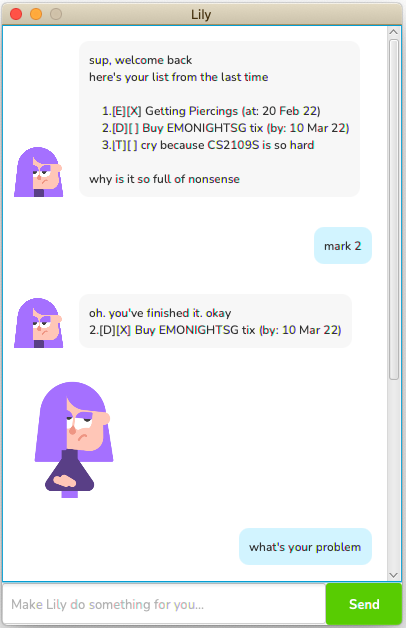 Lily
sup, welcome back
here's your list from the last time
1.[E][X] Getting Piercings (at: 20 Feb 22)
2.[D][ ] Buy EMONIGHTSG tix (by: 10 Mar 22)
3.[T][ ] cry because CS2109S is so hard
why is it so full of nonsense
mark 2
oh. you've finished it. okay
2.[D][X] Buy EMONIGHTSG tix (by: 10 Mar 22)
what's your problem
Make Lily do something for you...
Send